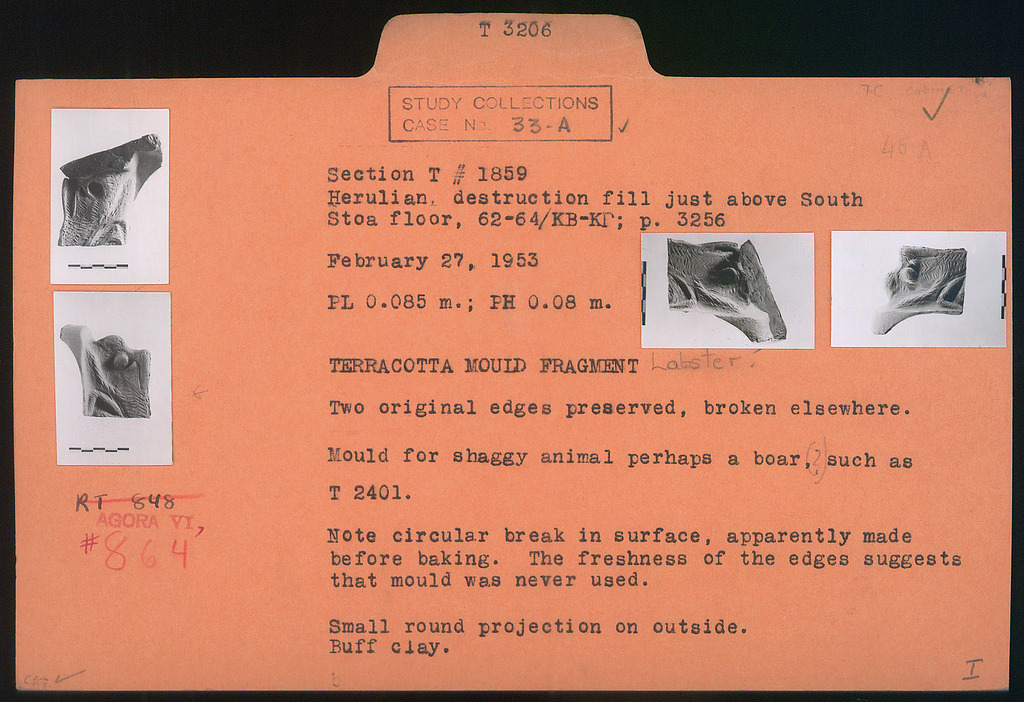 T 3206
STUDY COLLECTIONS
CASE No. 33-A
46 A
Section T # 1859
Herulian. destruction fill just above South
Stoa floor, 62-64/ΚΒ-ΚΓ; p. 3256
February 27, 1953
PL 0.085 m.; PH 0.08 m.
TERRACOTTA MOULD FRAGMENT Lobster?
Two original edges preserved, broken elsewhere.
Mould for shaggy animal perhaps a boar,(?) such as
T 2401.
RT 848
AGORA VI,
#864
Note circular break in surface, apparently made
before baking. The freshness of the edges suggests
that mould was never used.
Small round projection on outside.
Buff clay.
CAT.
I